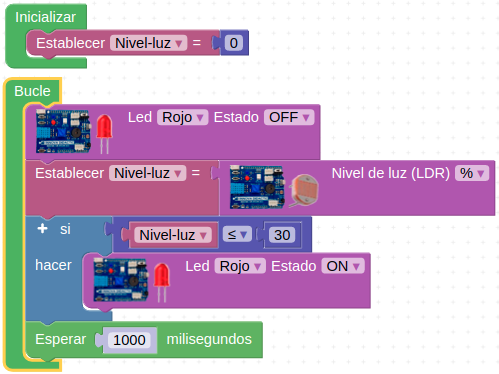 Inicializar
Establecer Nivel-luz = 0
Bucle
Led Rojo Estado OFF
Establecer Nivel-luz = Nivel de luz (LDR) %
+ si Nivel-luz ≤ 30
hacer Led Rojo Estado ON
Esperar 1000 milisegundos